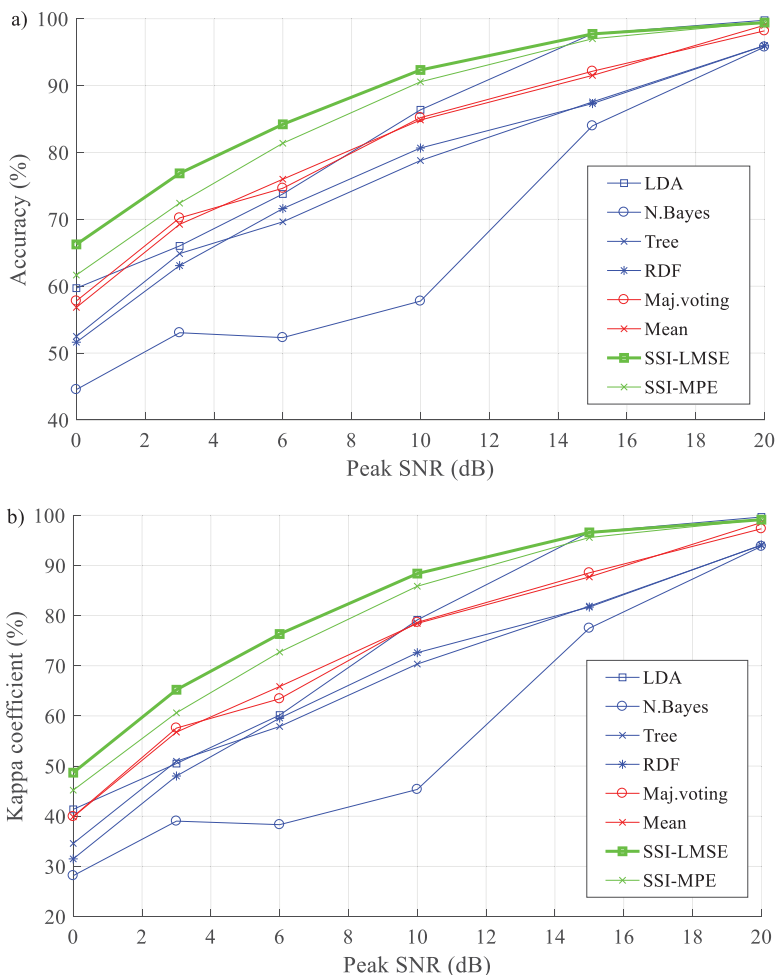 a)
100
90
80
70
60
50
40
Accuracy (%)
LDA
N.Bayes
Tree
RDF
Maj.voting
Mean
SSI-LMSE
SSI-MPE
0 2 4 6 8 10 12 14 16 18 20
Peak SNR (dB)
b)
100
90
80
70
60
50
40
30
20
Kappa coefficient (%)
LDA
N.Bayes
Tree
RDF
Maj.voting
Mean
SSI-LMSE
SSI-MPE
0 2 4 6 8 10 12 14 16 18 20
Peak SNR (dB)